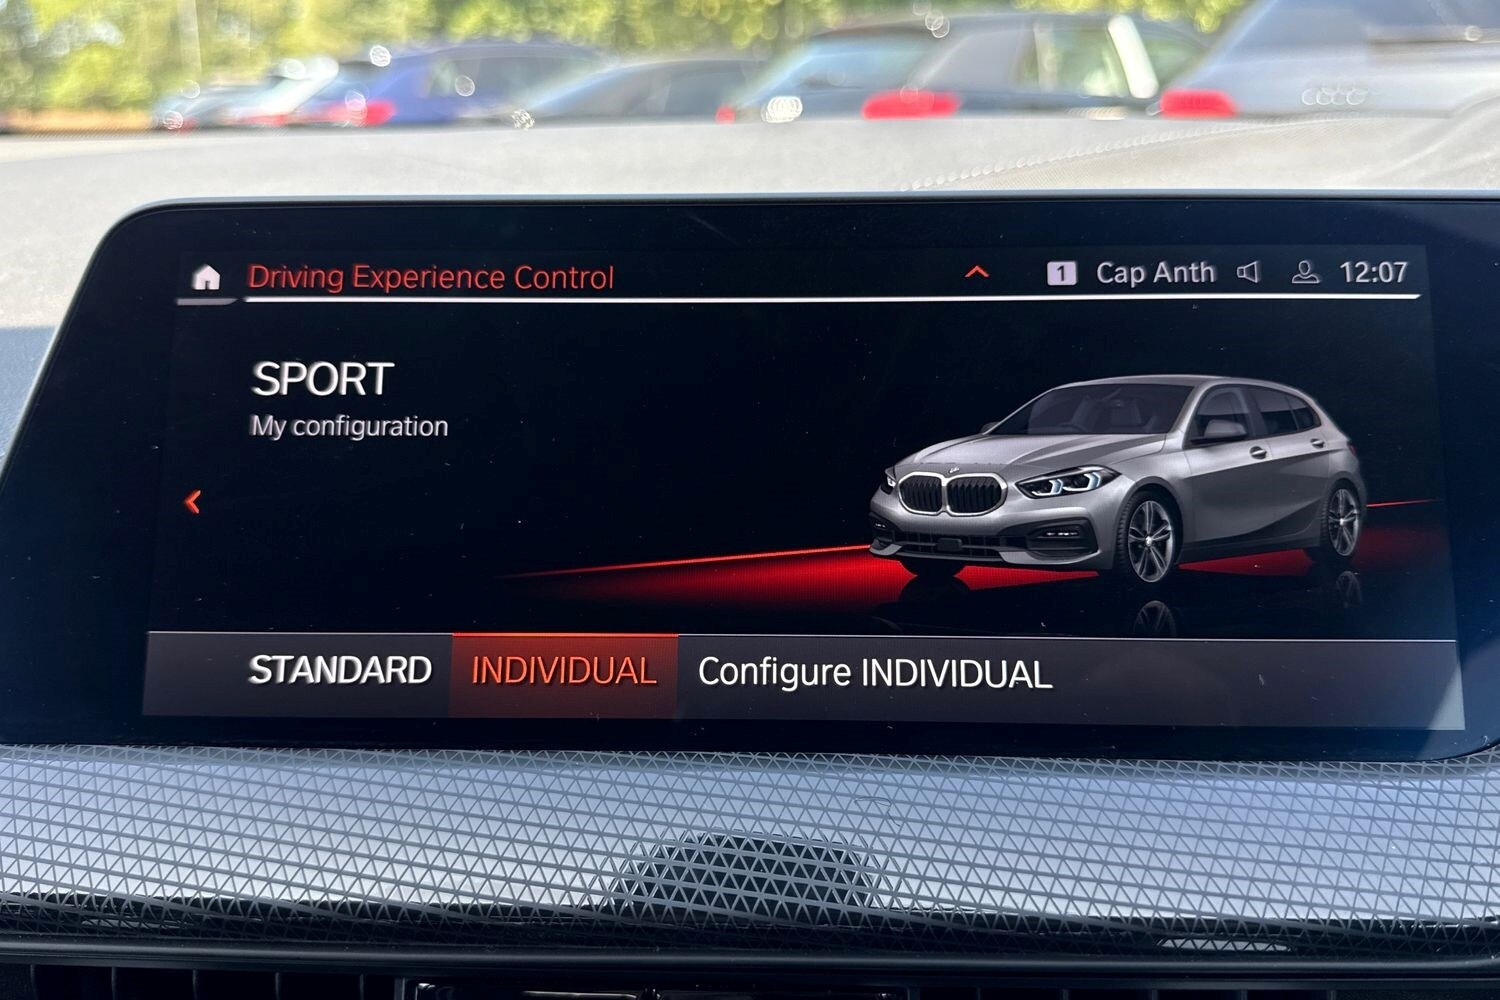 Driving Experience Control
1 Cap Anth 12:07
SPORT
My configuration
STANDARD INDIVIDUAL Configure INDIVIDUAL